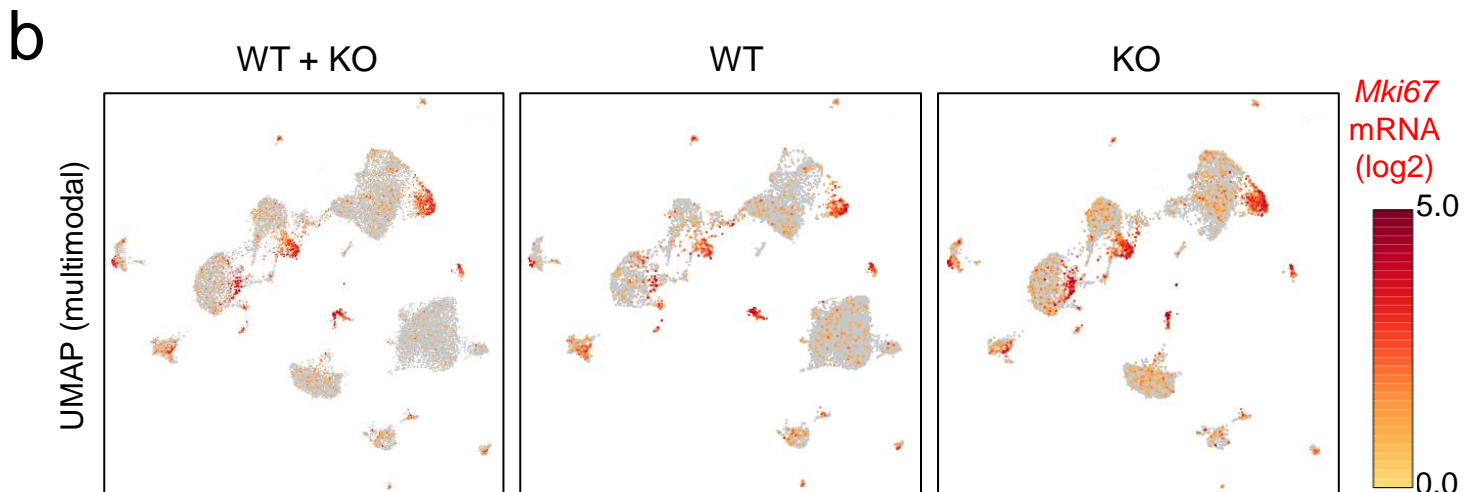 b
WT + KO
WT
KO
UMAP (multimodal)
Mki67
mRNA
(log2)
5.0
0.0